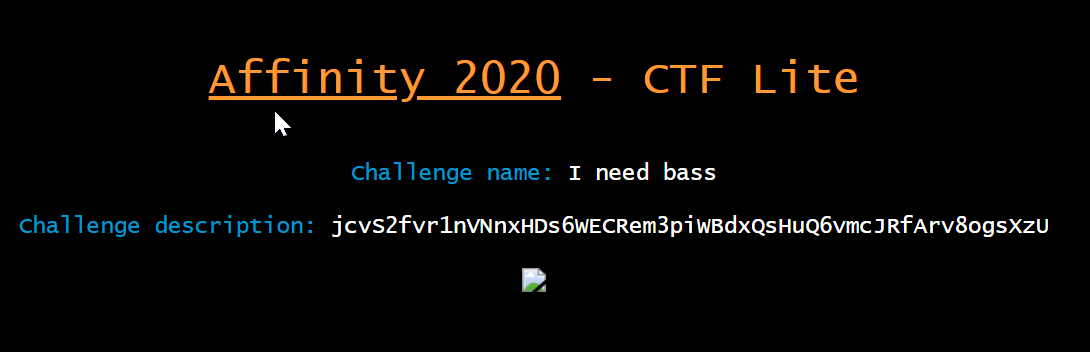 Affinity 2020 - CTF Lite
Challenge name: I need bass
Challenge description: jcvS2fvr1nVNnxHDs6WECRem3piWBdxQsHuQ6vmcJRfArv8ogsXzU